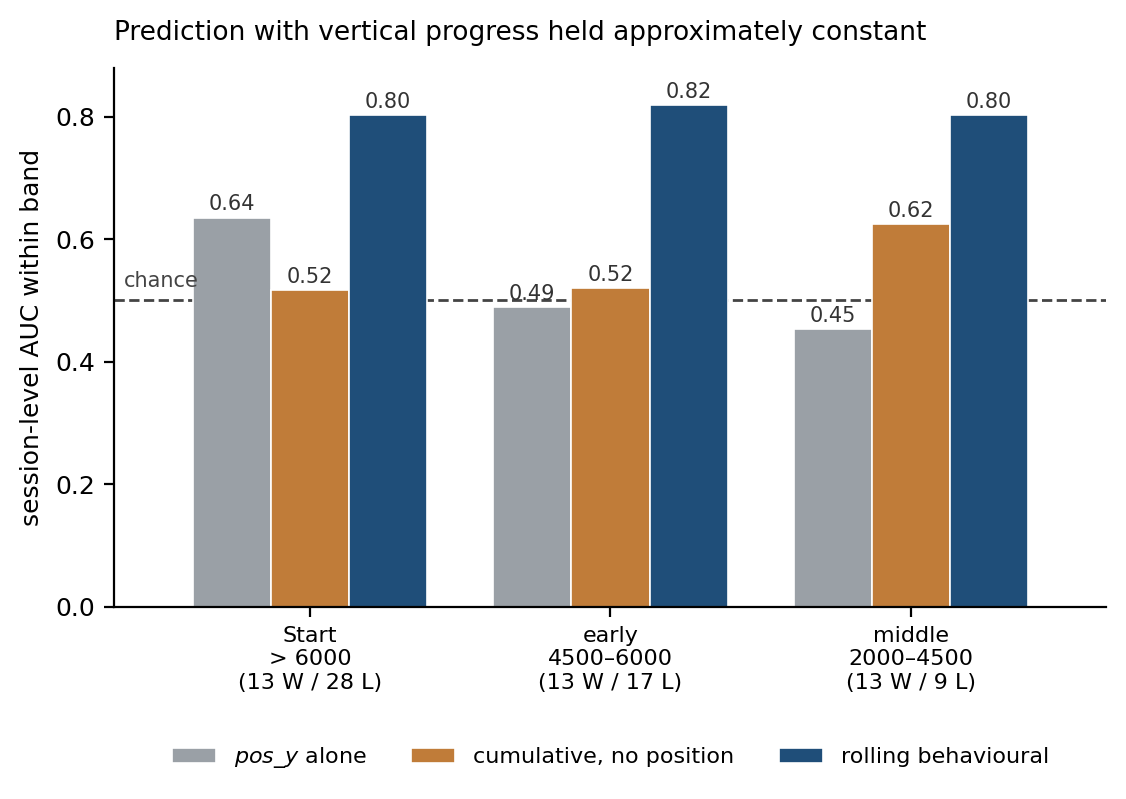 Prediction with vertical progress held approximately constant
session-level AUC within band
0.8
0.6
0.4
0.2
0.0
chance
0.64
0.52
0.80
0.49
0.52
0.82
0.45
0.62
0.80
Start
> 6000
(13 W / 28 L)
early
4500–6000
(13 W / 17 L)
middle
2000–4500
(13 W / 9 L)
pos_y alone
cumulative, no position
rolling behavioural